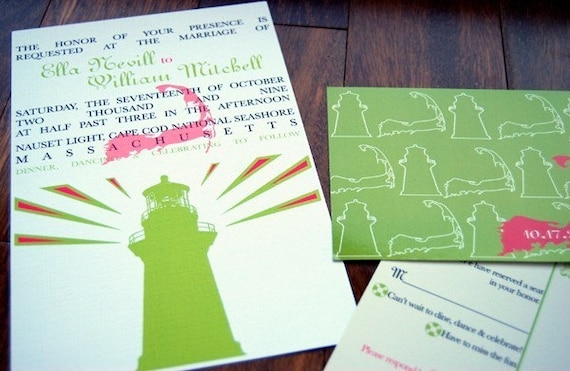 THE HONOR OF YOUR PRESENCE IS
REQUESTED AT THE MARRIAGE OF
Ella Nevill to
William Mitchell
SATURDAY, THE SEVENTEENTH OF OCTOBER
TWO THOUSAND AND NINE
AT HALF PAST THREE IN THE AFTERNOON
NAUSET LIGHT, CAPE COD NATIONAL SEASHORE
MASSACHUSETTS
DINNER, DANCING CELEBRATING TO FOLLOW
10.17.
have reserved a seat
in your honor.
M
Can't wait to dine, dance & celebrate!
Have to miss the fun
Please respond